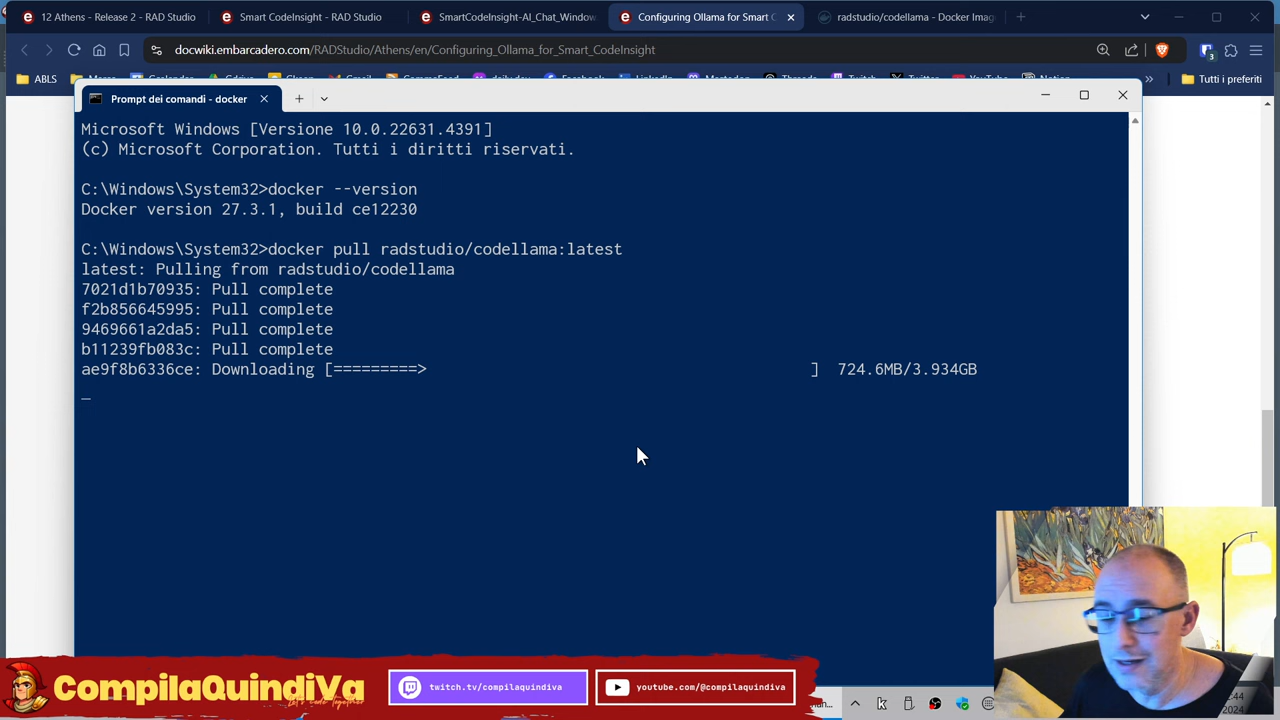 12 Athens - Release 2 - RAD Studio
Smart CodeInsight - RAD Studio
SmartCodeInsight-AI_Chat_Window
Configuring Ollama for Smart C
radstudio/codellama - Docker Imag
docwiki.embarcadero.com/RADStudio/Athens/en/Configuring_Ollama_for_Smart_CodeInsight
3
ABLS
Tutti i preferiti
Prompt dei comandi - docker
Microsoft Windows [Versione 10.0.22631.4391]
(c) Microsoft Corporation. Tutti i diritti riservati.
C:\Windows\System32>docker --version
Docker version 27.3.1, build ce12230
C:\Windows\System32>docker pull radstudio/codellama:latest
latest: Pulling from radstudio/codellama
7021d1b70935: Pull complete
f2b856645995: Pull complete
9469661a2da5: Pull complete
b11239fb083c: Pull complete
ae9f8b6336ce: Downloading [=========> ] 724.6MB/3.934GB
_
CompilaQuindiVa
Let's code Together
twitch.tv/compilaquindiva
youtube.com/@compilaquindiva